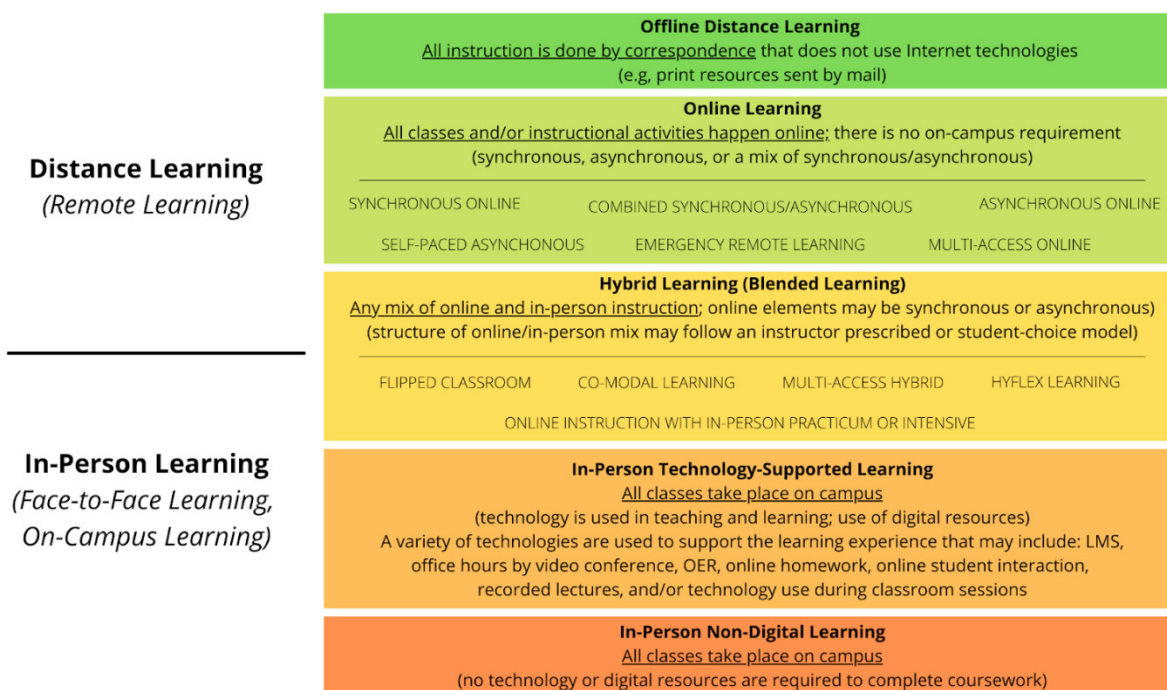 Distance Learning
(Remote Learning)
In-Person Learning
(Face-to-Face Learning,
On-Campus Learning)
Offline Distance Learning
All instruction is done by correspondence that does not use Internet technologies
(e.g, print resources sent by mail)
Online Learning
All classes and/or instructional activities happen online; there is no on-campus requirement
(synchronous, asynchronous, or a mix of synchronous/asynchronous)
SYNCHRONOUS ONLINE COMBINED SYNCHRONOUS/ASYNCHRONOUS ASYNCHRONOUS ONLINE
SELF-PACED ASYNCHONOUS EMERGENCY REMOTE LEARNING MULTI-ACCESS ONLINE
Hybrid Learning (Blended Learning)
Any mix of online and in-person instruction; online elements may be synchronous or asynchronous)
(structure of online/in-person mix may follow an instructor prescribed or student-choice model)
FLIPPED CLASSROOM CO-MODAL LEARNING MULTI-ACCESS HYBRID HYFLEX LEARNING
ONLINE INSTRUCTION WITH IN-PERSON PRACTICUM OR INTENSIVE
In-Person Technology-Supported Learning
All classes take place on campus
(technology is used in teaching and learning; use of digital resources)
A variety of technologies are used to support the learning experience that may include: LMS,
office hours by video conference, OER, online homework, online student interaction,
recorded lectures, and/or technology use during classroom sessions
In-Person Non-Digital Learning
All classes take place on campus
(no technology or digital resources are required to complete coursework)